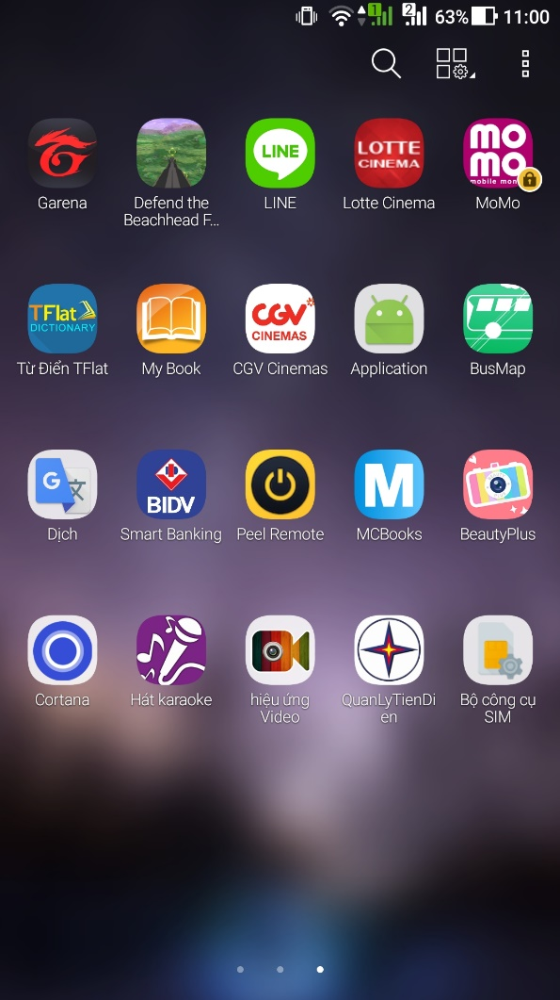 1 2 63% 11:00
LINE LOTTE CINEMA mo mo mobile mon
Garena Defend the Beachhead F... LINE Lotte Cinema MoMo
TFlat DICTIONARY CGV CINEMAS
Từ Điển TFlat My Book CGV Cinemas Application BusMap
G 文 BIDV M
Dịch Smart Banking Peel Remote MCBooks BeautyPlus
Cortana Hát karaoke hiệu ứng Video QuanLyTienDien Bộ công cụ SIM